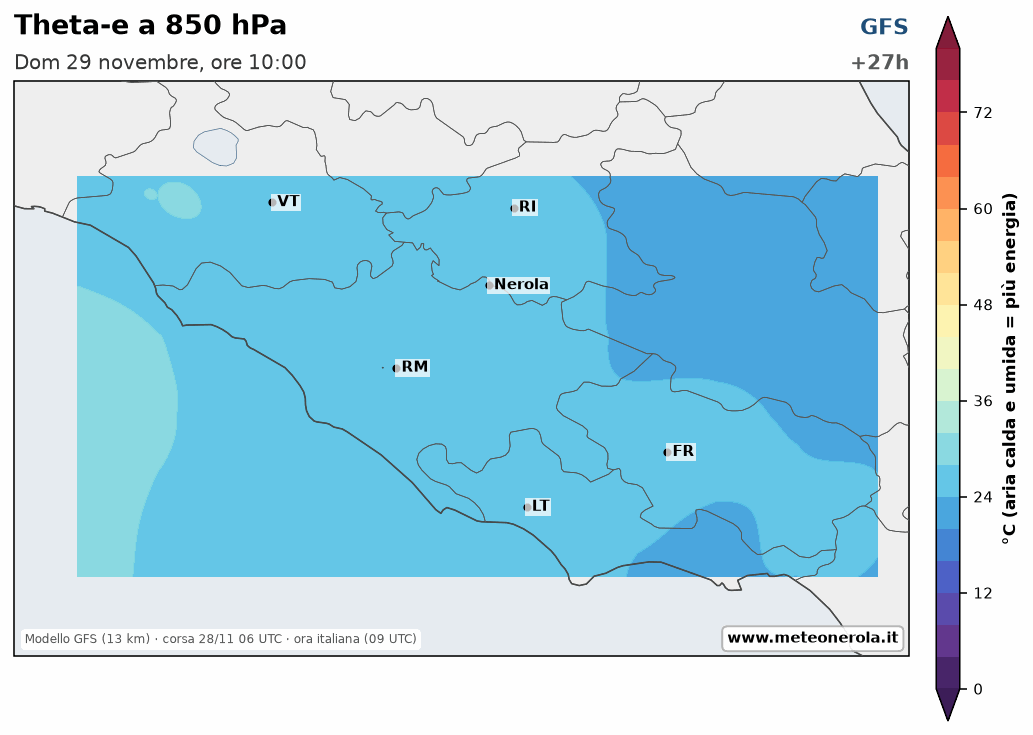 Theta-e a 850 hPa
GFS
Dom 29 novembre, ore 10:00
+27h
VT
RI
Nerola
RM
FR
LT
72
60
48
36
24
12
0
°C (aria calda e umida = più energia)
Modello GFS (13 km) · corsa 28/11 06 UTC · ora italiana (09 UTC)
www.meteonerola.it